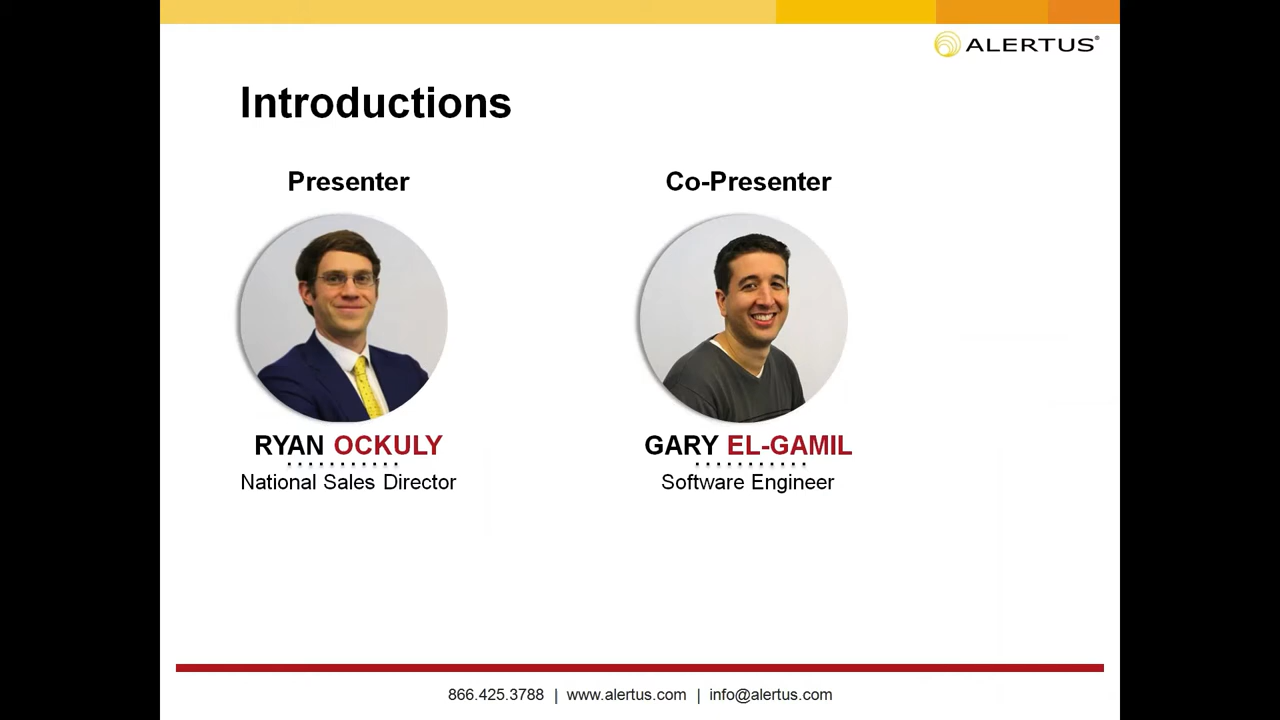 ALERTUS®
Introductions
Presenter
Co-Presenter
RYAN OCKULY
National Sales Director
GARY EL-GAMIL
Software Engineer
866.425.3788 | www.alertus.com | info@alertus.com